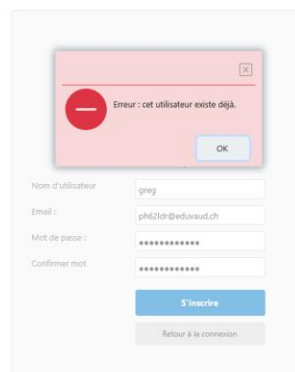 Erreur : cet utilisateur existe déjà.
OK
Nom d'utilisateur
greg
Email :
ph62ldr@eduvaud.ch
Mot de passe :
●●●●●●●●●●●●
Confirmer mot
●●●●●●●●●●●●
S'inscrire
Retour à la connexion